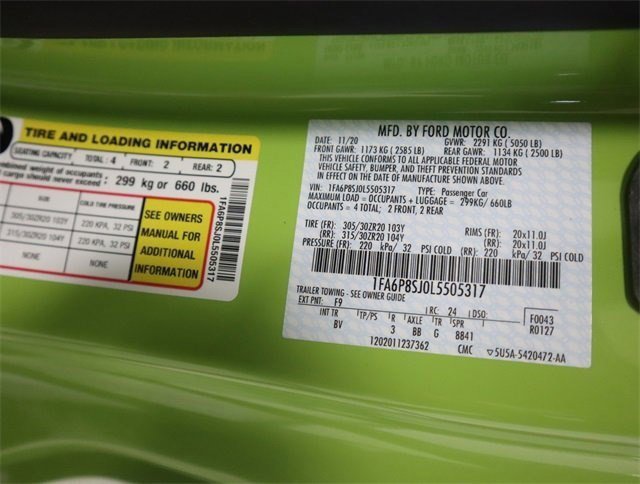 TIRE AND LOADING INFORMATION
SEATING CAPACITY TOTAL: 4 FRONT: 2 REAR: 2
weight of occupants
cargo should never exceed: 299 kg or 660 lbs.
SIZE COLD TIRE PRESSURE
305/30ZR20 103Y 220 KPA, 32 PSI
315/30ZR20 104Y 220 KPA, 32 PSI
NONE NONE
SEE OWNERS
MANUAL FOR
ADDITIONAL
INFORMATION
1FA6P8SJ0L5505317
MFD. BY FORD MOTOR CO.
DATE: 11/20 GVWR: 2291 KG ( 5050 LB)
FRONT GAWR: 1173 KG ( 2585 LB) REAR GAWR: 1134 KG ( 2500 LB)
THIS VEHICLE CONFORMS TO ALL APPLICABLE FEDERAL MOTOR
VEHICLE SAFETY, BUMPER, AND THEFT PREVENTION STANDARDS
IN EFFECT ON THE DATE OF MANUFACTURE SHOWN ABOVE.
VIN: 1FA6P8SJ0L5505317 TYPE: Passenger Car
MAXIMUM LOAD = OCCUPANTS + LUGGAGE = 299KG/ 660LB
OCCUPANTS = 4 TOTAL; 2 FRONT, 2 REAR
TIRE (FR): 305/30ZR20 103Y RIMS (FR): 20x11.0J
(RR): 315/30ZR20 104Y (RR): 20x11.0J
PRESSURE (FR): 220 kPa/ 32 PSI COLD (RR): 220 kPa/ 32 PSI COLD
1FA6P8SJ0L5505317
TRAILER TOWING - SEE OWNER GUIDE
EXT PNT: F9 RC: 24 DSO: F0043
INT TR TP/PS R AXLE TR SPR R0127
BV 3 BB G 8841
1202011237362 CMC 5U5A-5420472-AA